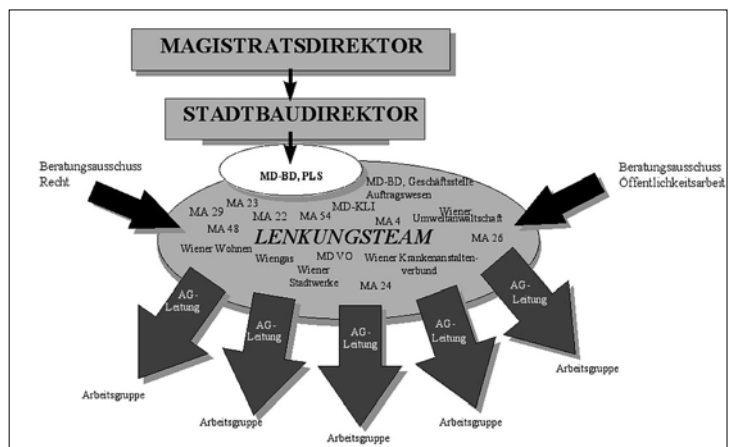 MAGISTRATSDIREKTOR
STADTBAUDIREKTOR
Beratungsausschuss
Recht
MD-BD, PLS
Beratungsausschuss
Öffentlichkeitsarbeit
MD-BD, Geschäftsstelle
Auftragswesen
MA 23
MD-KLI
MA 29
MA 22
MA 54
MA 4
Wiener
Umweltanwaltschaft
MA 48
LENKUNGSTEAM
MA 26
Wiener Wohnen
Wiengas
MD VO
Wiener Krankenanstalten-
verbund
Wiener
Stadtwerke
MA 24
AG-
Leitung
AG-
Leitung
AG-
Leitung
AG-
Leitung
AG-
Leitung
Arbeitsgruppe
Arbeitsgruppe
Arbeitsgruppe
Arbeitsgruppe
Arbeitsgruppe